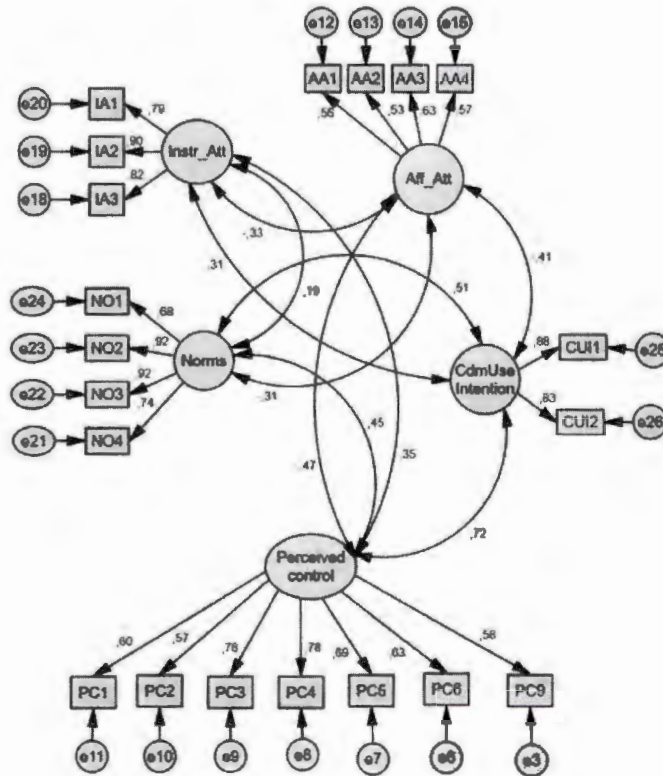 e12 e13 e14 e15
AA1 AA2 AA3 AA4
,56 ,53 ,63 ,57
e20 IA1 ,79
e19 IA2 ,90 Instr_Att
e18 IA3 ,82
Aff_Att
,33
,31
,19
,51
,41
e24 NO1 ,68
e23 NO2 ,92 Norms
e22 NO3 ,92
e21 NO4 ,74
CdmUse
Intention
,88 CUI1
,83 CUI2 e26
,31
,45
,47
,35
,72
Perceived
control
,60 ,57 ,78 ,78 ,69 ,63 ,58
PC1 PC2 PC3 PC4 PC5 PC6 PC9
e11 e10 e9 e8 e7 e6 e3